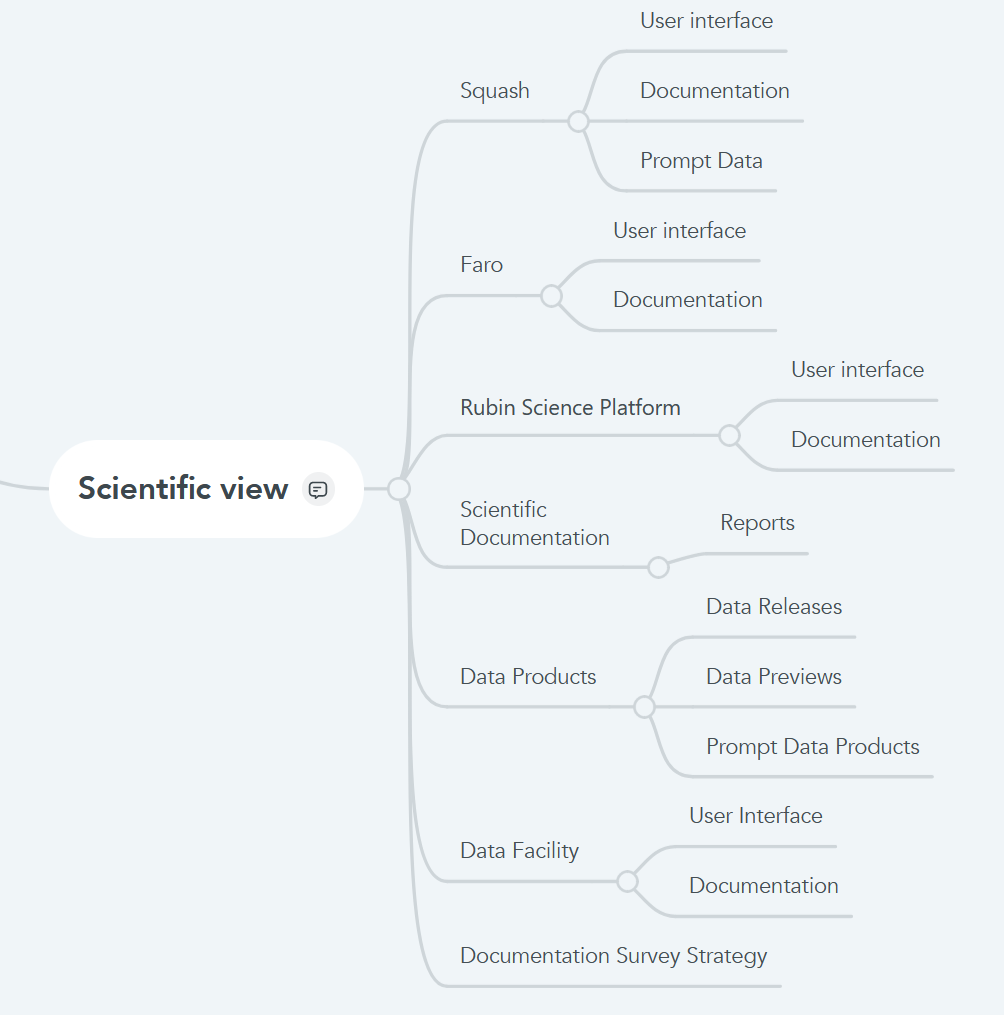 User interface
Squash
Documentation
Prompt Data
User interface
Faro
Documentation
User interface
Rubin Science Platform
Documentation
Scientific view
Scientific
Documentation
Reports
Data Releases
Data Products
Data Previews
Prompt Data Products
User Interface
Data Facility
Documentation
Documentation Survey Strategy